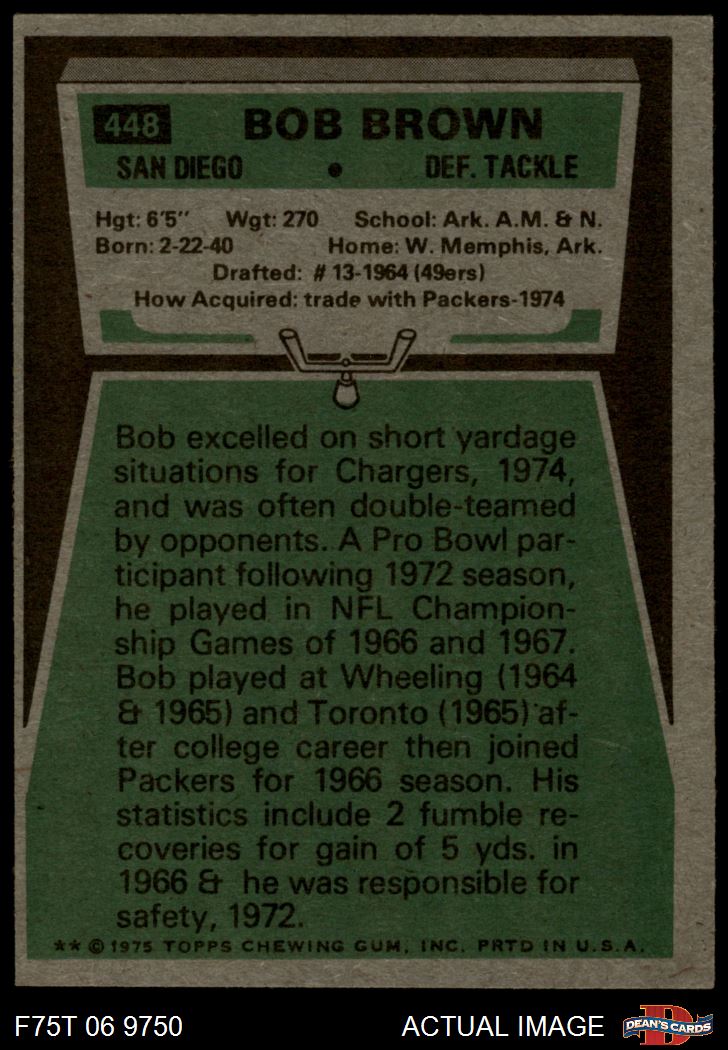 448 BOB BROWN
SAN DIEGO • DEF. TACKLE
Hgt: 6'5" Wgt: 270 School: Ark. A.M. & N.
Born: 2-22-40 Home: W. Memphis, Ark.
Drafted: # 13-1964 (49ers)
How Acquired: trade with Packers-1974
Bob excelled on short yardage
situations for Chargers, 1974,
and was often double-teamed
by opponents. A Pro Bowl par-
ticipant following 1972 season,
he played in NFL Champion-
ship Games of 1966 and 1967.
Bob played at Wheeling (1964
& 1965) and Toronto (1965) af-
ter college career then joined
Packers for 1966 season. His
statistics include 2 fumble re-
coveries for gain of 5 yds. in
1966 & he was responsible for
safety, 1972.
** © 1975 TOPPS CHEWING GUM, INC. PRTD IN U.S.A.
F75T 06 9750 ACTUAL IMAGE D DEAN'S CARDS